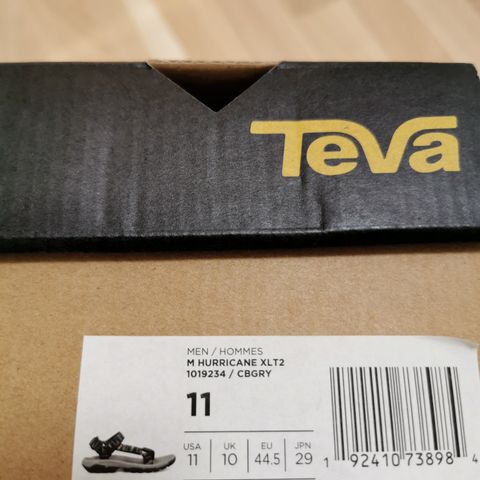 Teva
MEN / HOMMES
M HURRICANE XLT2
1019234 / CBGRY
11
USA UK EU JPN
11 10 44.5 29
1 92410 73898 4